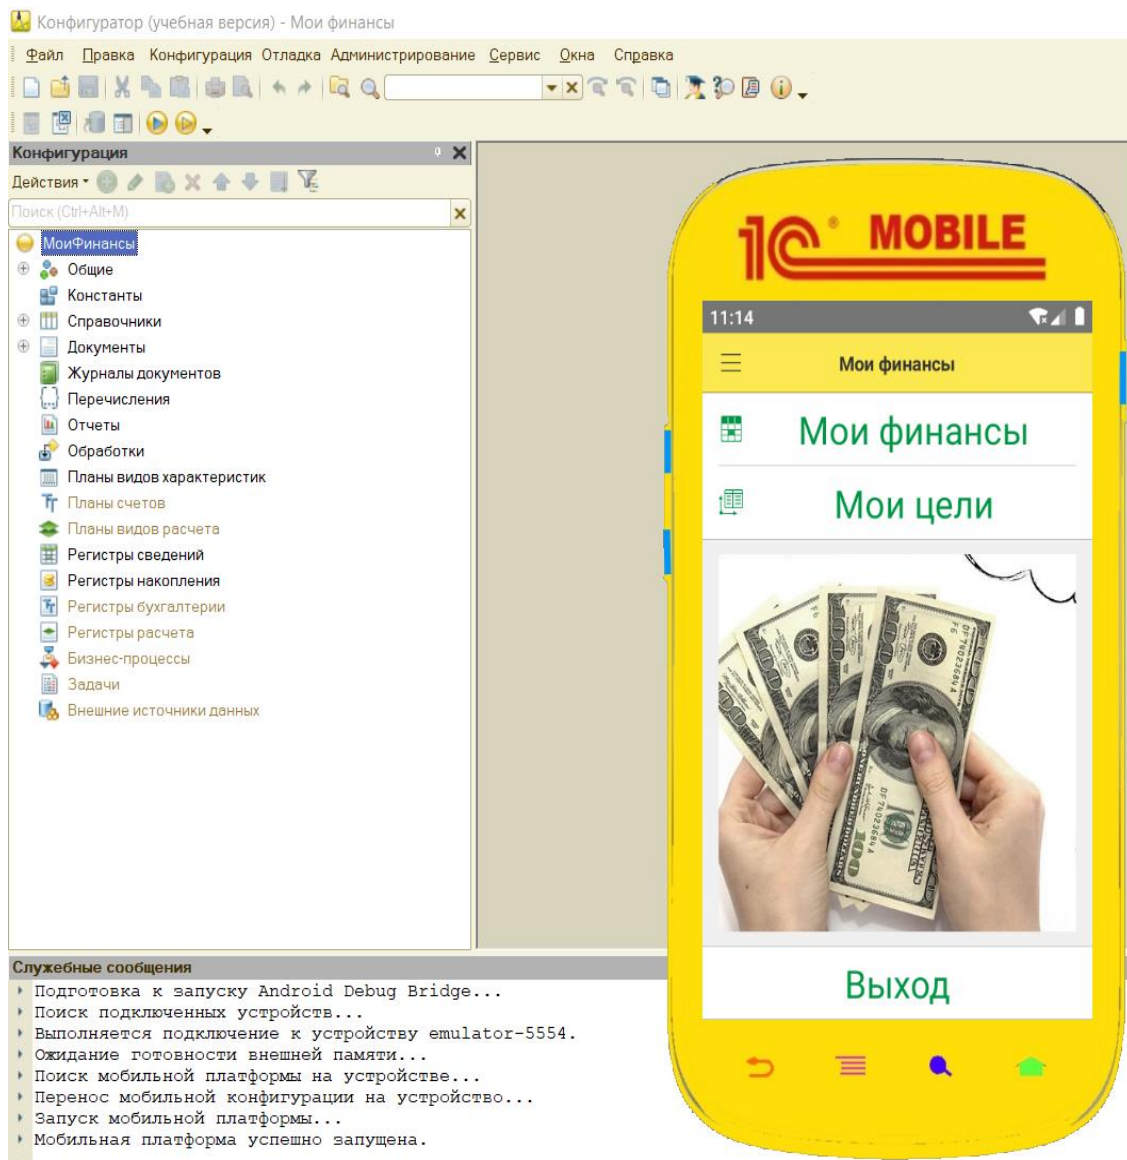 Конфигуратор (учебная версия) - Мои финансы
Файл Правка Конфигурация Отладка Администрирование Сервис Окна Справка
Конфигурация
Действия
Поиск (Ctrl+Alt+M)
МоиФинансы
Общие
Константы
Справочники
Документы
Журналы документов
Перечисления
Отчеты
Обработки
Планы видов характеристик
Планы счетов
Планы видов расчета
Регистры сведений
Регистры накопления
Регистры бухгалтерии
Регистры расчета
Бизнес-процессы
Задачи
Внешние источники данных
1С ® MOBILE
11:14
Мои финансы
Мои финансы
Мои цели
Выход
Служебные сообщения
Подготовка к запуску Android Debug Bridge...
Поиск подключенных устройств...
Выполняется подключение к устройству emulator-5554.
Ожидание готовности внешней памяти...
Поиск мобильной платформы на устройстве...
Перенос мобильной конфигурации на устройство...
Запуск мобильной платформы...
Мобильная платформа успешно запущена.